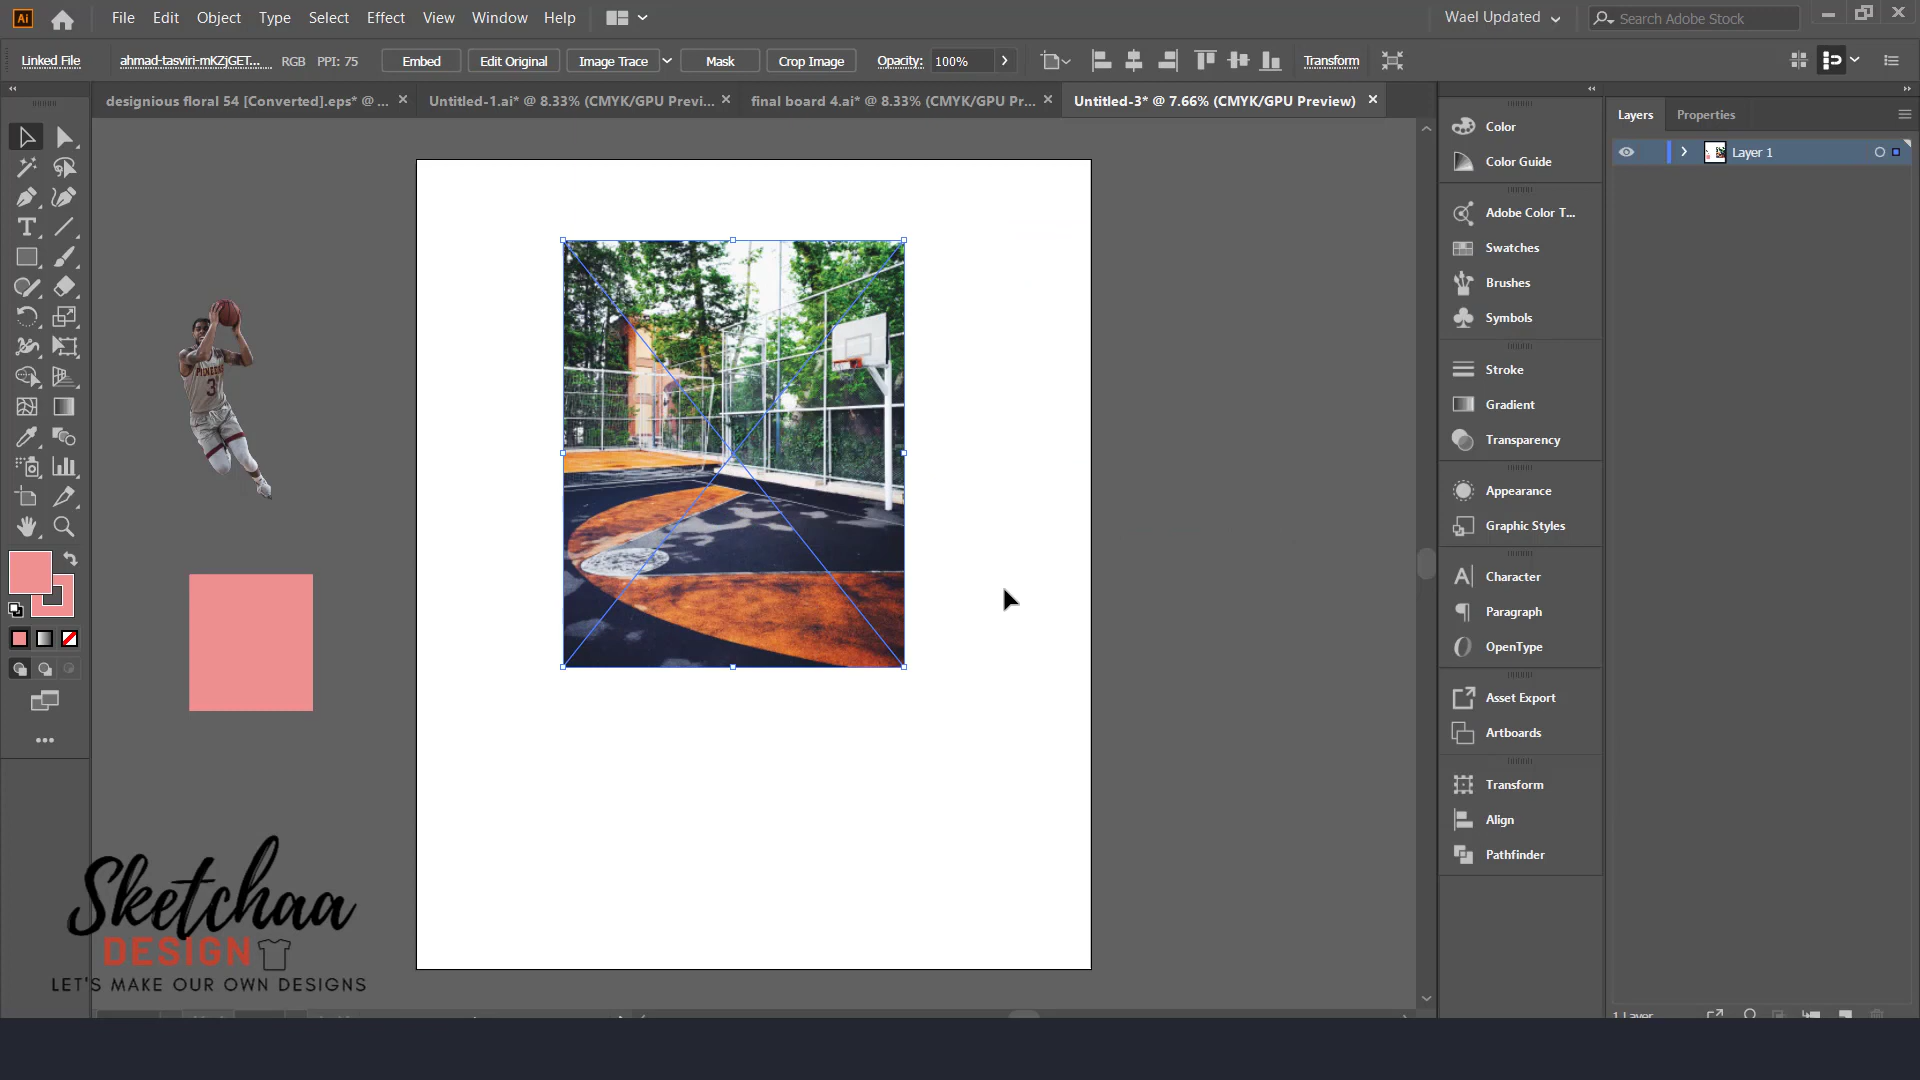 Ai File Edit Object Type Select Effect View Window Help Wael Updated Search Adobe Stock
Linked File ahmad-tasviri-mKZjGET... RGB PPI: 75 Embed Edit Original Image Trace Mask Crop Image Opacity: 100% Transform
designious floral 54 [Converted].eps* @ ... Untitled-1.ai* @ 8.33% (CMYK/GPU Previ... final board 4.ai* @ 8.33% (CMYK/GPU Pr... Untitled-3* @ 7.66% (CMYK/GPU Preview)
Layers Properties
Layer 1
Color
Color Guide
Adobe Color T...
Swatches
Brushes
Symbols
Stroke
Gradient
Transparency
Appearance
Graphic Styles
Character
Paragraph
OpenType
Asset Export
Artboards
Transform
Align
Pathfinder
PIONEERS
3
Sketchaa
DESIGN
LET'S MAKE OUR OWN DESIGNS
1 Layer